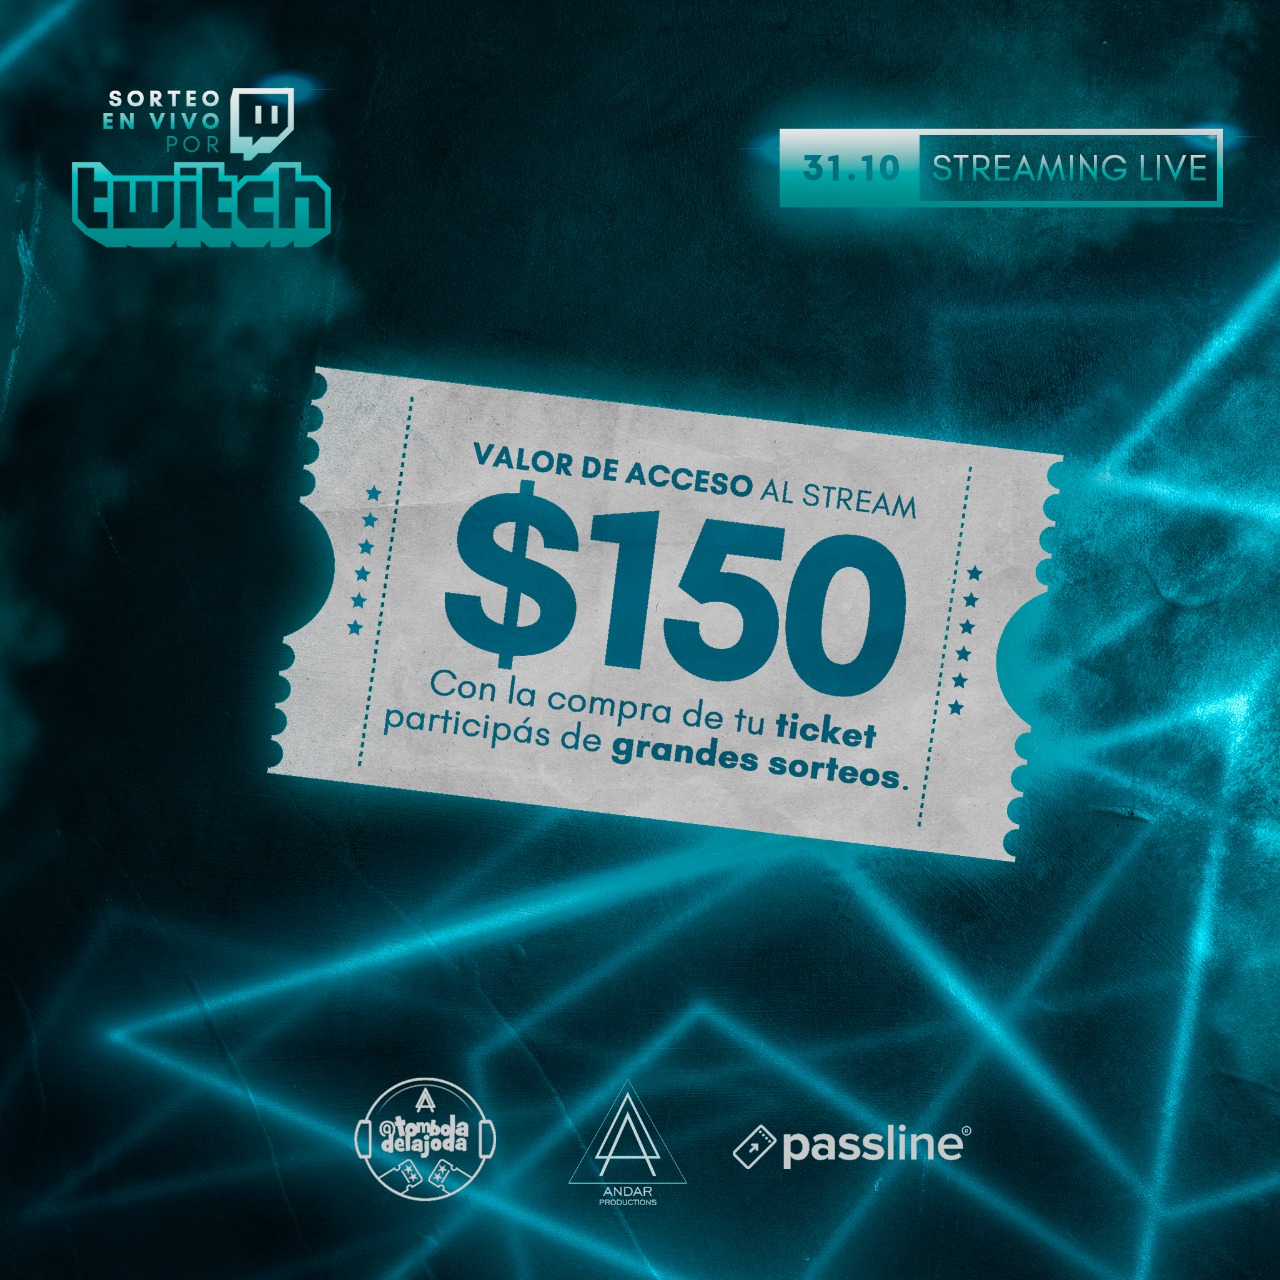 SORTEO
EN VIVO
POR
twitch
31.10 STREAMING LIVE
VALOR DE ACCESO AL STREAM
$150
Con la compra de tu ticket
participás de grandes sorteos.
@tombola
delajoda
ANDAR
PRODUCTIONS
passline®